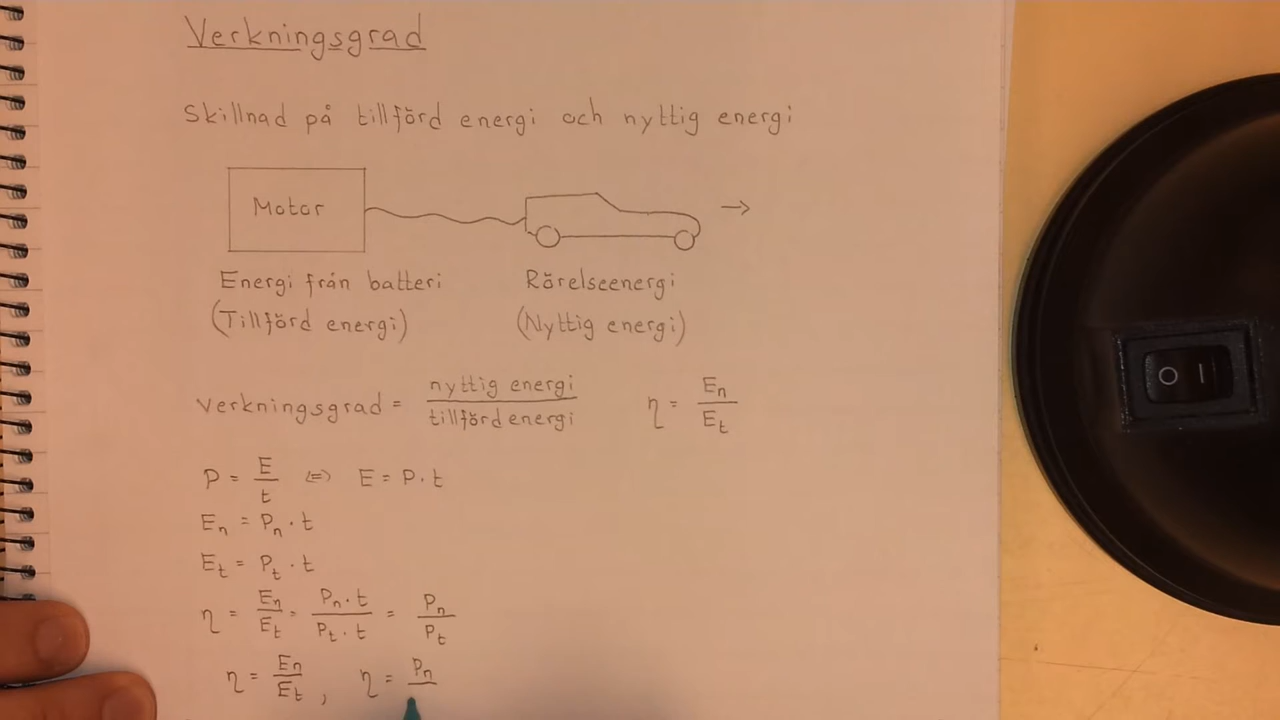 Verkningsgrad
Skillnad på tillförd energi och nyttig energi
Motor
Energi från batteri
Rörelseenergi
(Tillförd energi)
(Nyttig energi)
verkningsgrad = nyttig energi / tillförd energi
η = En / Et
P = E / t ⇔ E = P · t
En = Pn · t
Et = Pt · t
η = En / Et = Pn · t / Pt · t = Pn / Pt
η = En / Et , η = Pn /